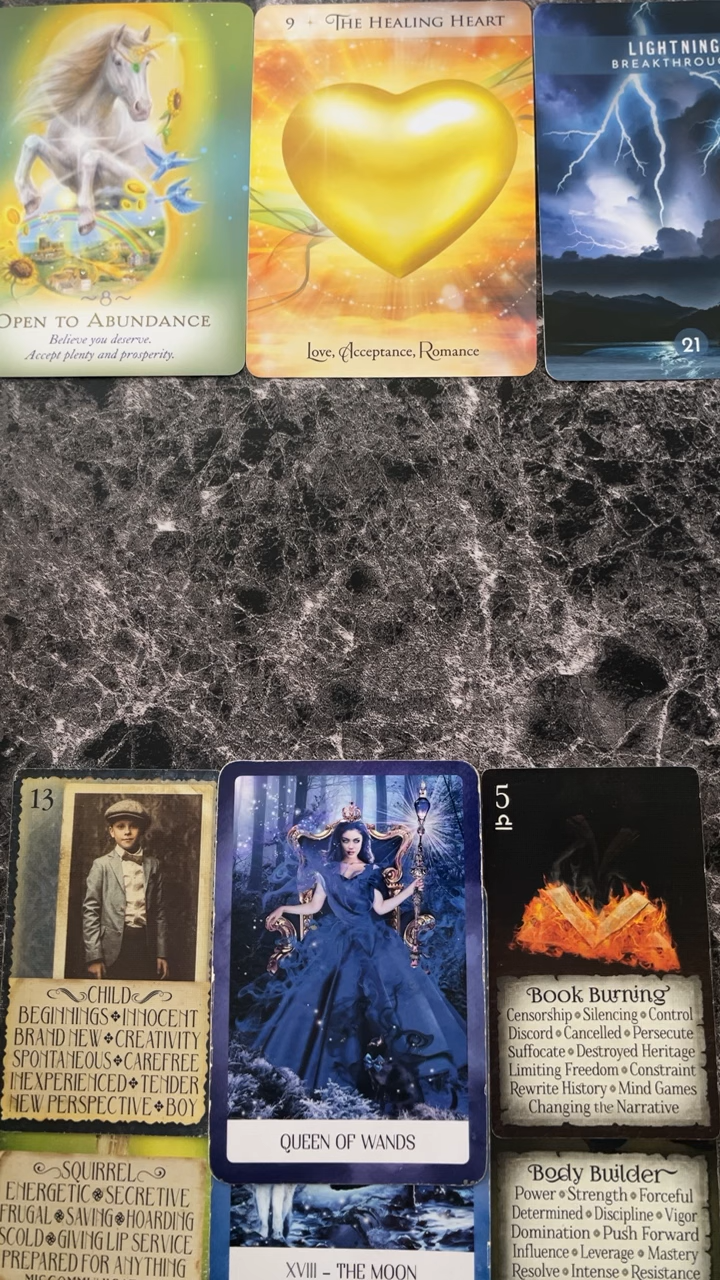 8
OPEN TO ABUNDANCE
Believe you deserve.
Accept plenty and prosperity.
9 + THE HEALING HEART
Love, Acceptance, Romance
LIGHTNING
BREAKTHROUG
21
13
CHILD
BEGINNINGS❖INNOCENT
BRAND NEW❖CREATIVITY
SPONTANEOUS❖CAREFREE
INEXPERIENCED❖TENDER
NEW PERSPECTIVE❖BOY
QUEEN OF WANDS
5
♎
Book Burning
Censorship • Silencing • Control
Discord • Cancelled • Persecute
Suffocate • Destroyed Heritage
Limiting Freedom • Constraint
Rewrite History • Mind Games
Changing the Narrative
SQUIRREL
ENERGETIC❖SECRETIVE
FRUGAL❖SAVING❖HOARDING
SCOLD❖GIVING LIP SERVICE
PREPARED FOR ANYTHING
XVIII – THE MOON
Body Builder
Power • Strength • Forceful
Determined • Discipline • Vigor
Domination • Push Forward
Influence • Leverage • Mastery
Resolve • Intense • Resistance